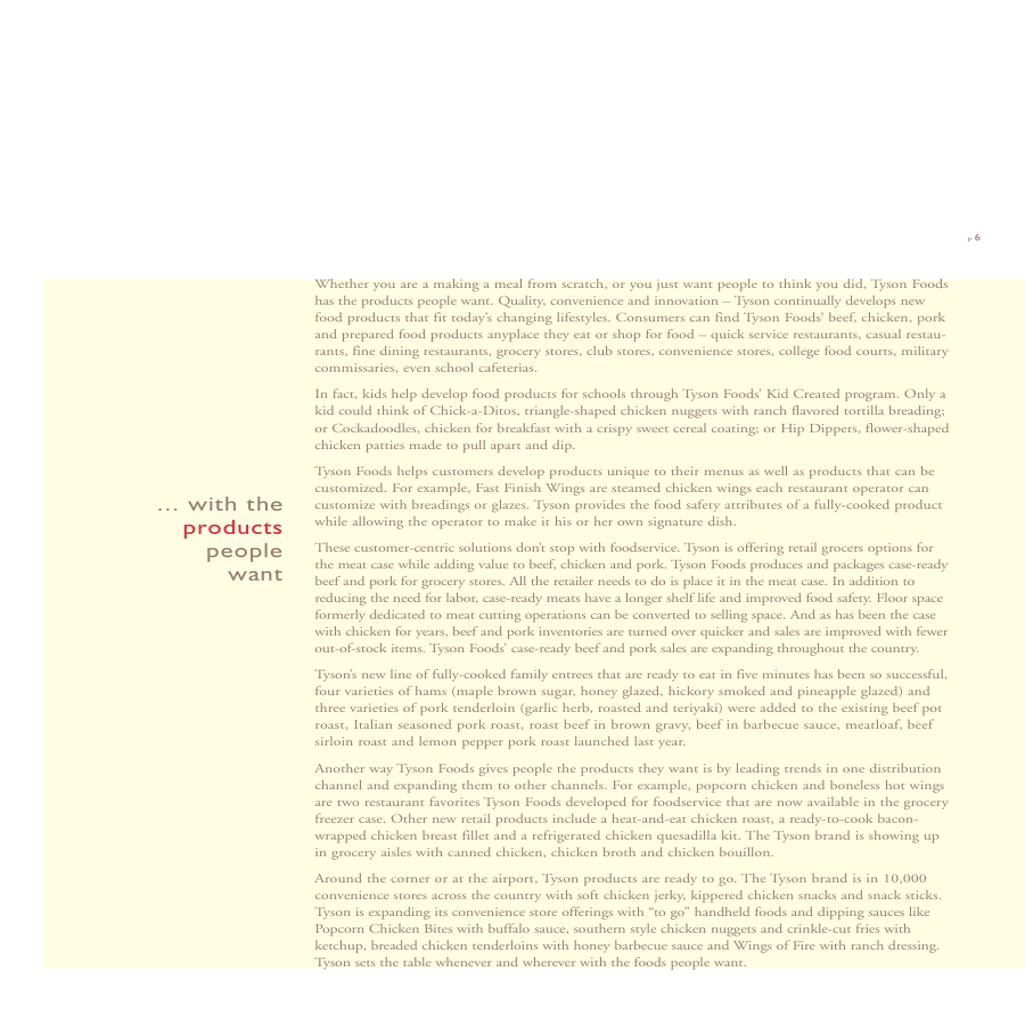 p 6
Whether you are a making a meal from scratch, or you just want people to think you did, Tyson Foods
has the products people want. Quality, convenience and innovation – Tyson continually develops new
food products that fit today's changing lifestyles. Consumers can find Tyson Foods' beef, chicken, pork
and prepared food products anyplace they eat or shop for food – quick service restaurants, casual restau-
rants, fine dining restaurants, grocery stores, club stores, convenience stores, college food courts, military
commissaries, even school cafeterias.
In fact, kids help develop food products for schools through Tyson Foods' Kid Created program. Only a
kid could think of Chick-a-Ditos, triangle-shaped chicken nuggets with ranch flavored tortilla breading;
or Cockadoodles, chicken for breakfast with a crispy sweet cereal coating; or Hip Dippers, flower-shaped
chicken patties made to pull apart and dip.
Tyson Foods helps customers develop products unique to their menus as well as products that can be
customized. For example, Fast Finish Wings are steamed chicken wings each restaurant operator can
customize with breadings or glazes. Tyson provides the food safety attributes of a fully-cooked product
while allowing the operator to make it his or her own signature dish.
... with the
products
people
want
These customer-centric solutions don't stop with foodservice. Tyson is offering retail grocers options for
the meat case while adding value to beef, chicken and pork. Tyson Foods produces and packages case-ready
beef and pork for grocery stores. All the retailer needs to do is place it in the meat case. In addition to
reducing the need for labor, case-ready meats have a longer shelf life and improved food safety. Floor space
formerly dedicated to meat cutting operations can be converted to selling space. And as has been the case
with chicken for years, beef and pork inventories are turned over quicker and sales are improved with fewer
out-of-stock items. Tyson Foods' case-ready beef and pork sales are expanding throughout the country.
Tyson's new line of fully-cooked family entrees that are ready to eat in five minutes has been so successful,
four varieties of hams (maple brown sugar, honey glazed, hickory smoked and pineapple glazed) and
three varieties of pork tenderloin (garlic herb, roasted and teriyaki) were added to the existing beef pot
roast, Italian seasoned pork roast, roast beef in brown gravy, beef in barbecue sauce, meatloaf, beef
sirloin roast and lemon pepper pork roast launched last year.
Another way Tyson Foods gives people the products they want is by leading trends in one distribution
channel and expanding them to other channels. For example, popcorn chicken and boneless hot wings
are two restaurant favorites Tyson Foods developed for foodservice that are now available in the grocery
freezer case. Other new retail products include a heat-and-eat chicken roast, a ready-to-cook bacon-
wrapped chicken breast fillet and a refrigerated chicken quesadilla kit. The Tyson brand is showing up
in grocery aisles with canned chicken, chicken broth and chicken bouillon.
Around the corner or at the airport, Tyson products are ready to go. The Tyson brand is in 10,000
convenience stores across the country with soft chicken jerky, kippered chicken snacks and snack sticks.
Tyson is expanding its convenience store offerings with “to go” handheld foods and dipping sauces like
Popcorn Chicken Bites with buffalo sauce, southern style chicken nuggets and crinkle-cut fries with
ketchup, breaded chicken tenderloins with honey barbecue sauce and Wings of Fire with ranch dressing.
Tyson sets the table whenever and wherever with the foods people want.